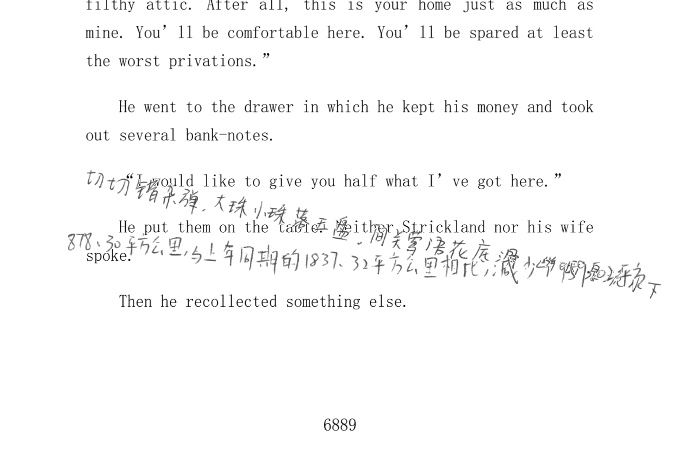 filthy attic. After all, this is your home just as much as
mine. You’ll be comfortable here. You’ll be spared at least
the worst privations.”
He went to the drawer in which he kept his money and took
out several bank-notes.
“I would like to give you half what I’ve got here.”
切切错杂弹,大珠小珠落玉盘。间关莺语花底
He put them on the table. Neither Strickland nor his wife
878.30平方公里,与上年同期的1837.32平方公里相比,减少
spoke.
Then he recollected something else.
6889